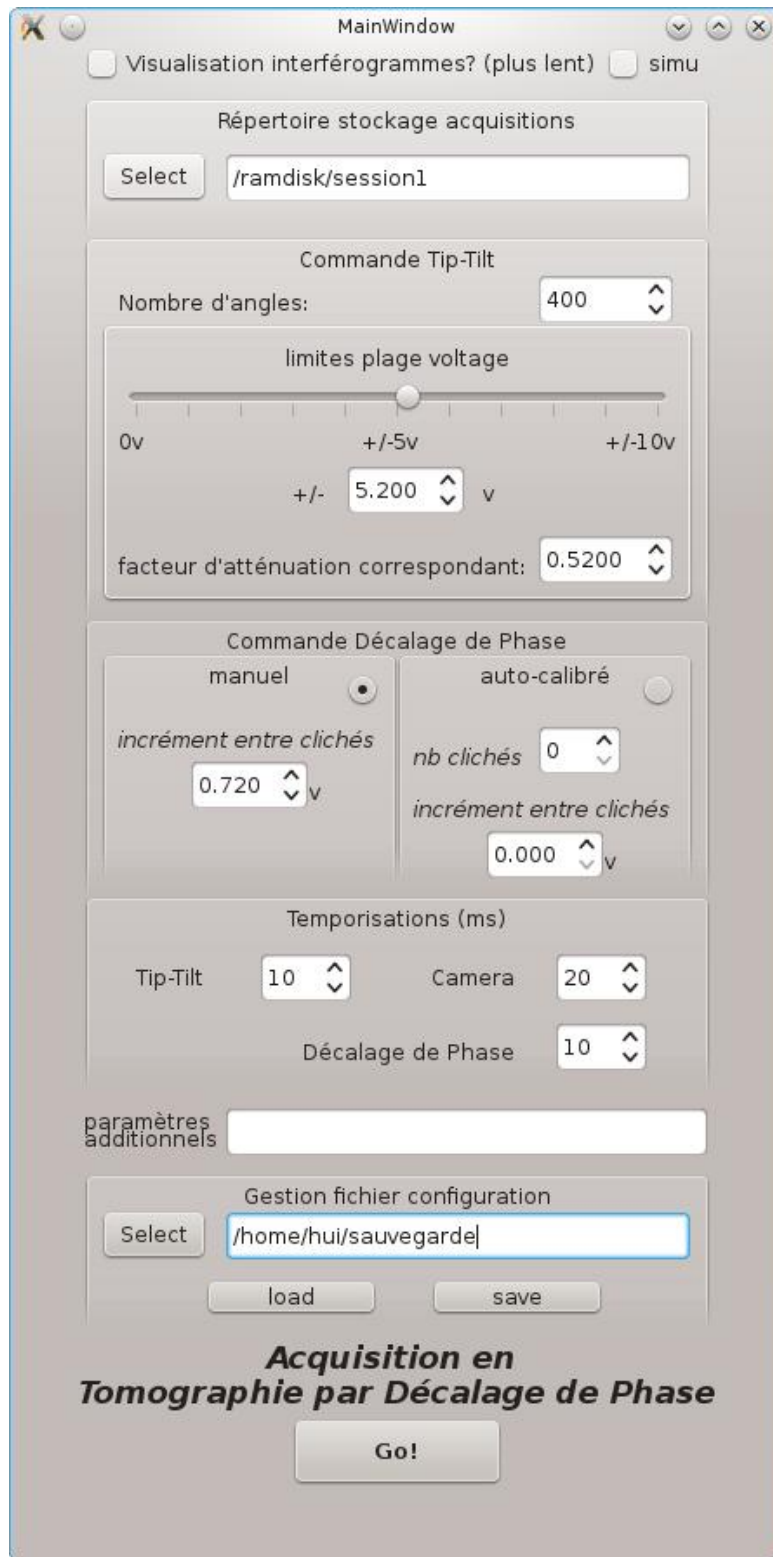 MainWindow
Visualisation interférogrammes? (plus lent) simu
Répertoire stockage acquisitions
Select /ramdisk/session1
Commande Tip-Tilt
Nombre d'angles: 400
limites plage voltage
0v +/-5v +/-10v
+/- 5.200 v
facteur d'atténuation correspondant: 0.5200
Commande Décalage de Phase
manuel
incrément entre clichés
0.720 v
auto-calibré
nb clichés 0
incrément entre clichés
0.000 v
Temporisations (ms)
Tip-Tilt 10 Camera 20
Décalage de Phase 10
paramètres
additionnels
Gestion fichier configuration
Select /home/hui/sauvegarde
load save
Acquisition en
Tomographie par Décalage de Phase
Go!